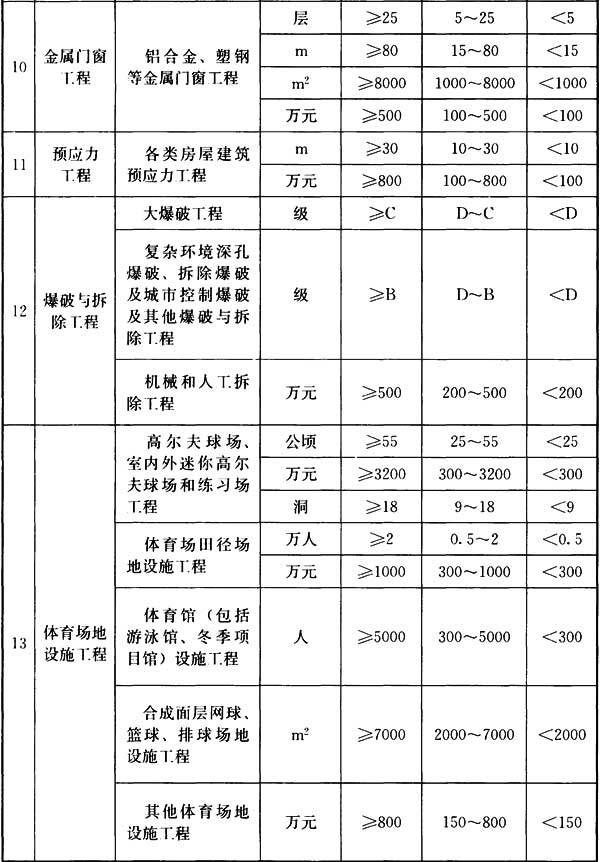 10 金属门窗工程 铝合金、塑钢等金属门窗工程 层 ≥25 5～25 <5
m ≥80 15～80 <15
m² ≥8000 1000～8000 <1000
万元 ≥500 100～500 <100
11 预应力工程 各类房屋建筑预应力工程 m ≥30 10～30 <10
万元 ≥800 100～800 <100
12 爆破与拆除工程 大爆破工程 级 ≥C D～C <D
复杂环境深孔爆破、拆除爆破及城市控制爆破及其他爆破与拆除工程 级 ≥B D～B <D
机械和人工拆除工程 万元 ≥500 200～500 <200
13 体育场地设施工程 高尔夫球场、室内外迷你高尔夫球场和练习场工程 公顷 ≥55 25～55 <25
万元 ≥3200 300～3200 <300
洞 ≥18 9～18 <9
体育场田径场地设施工程 万人 ≥2 0.5～2 <0.5
万元 ≥1000 300～1000 <300
体育馆（包括游泳馆、冬季项目馆）设施工程 人 ≥5000 300～5000 <300
合成面层网球、篮球、排球场地设施工程 m² ≥7000 2000～7000 <2000
其他体育场地设施工程 万元 ≥800 150～800 <150